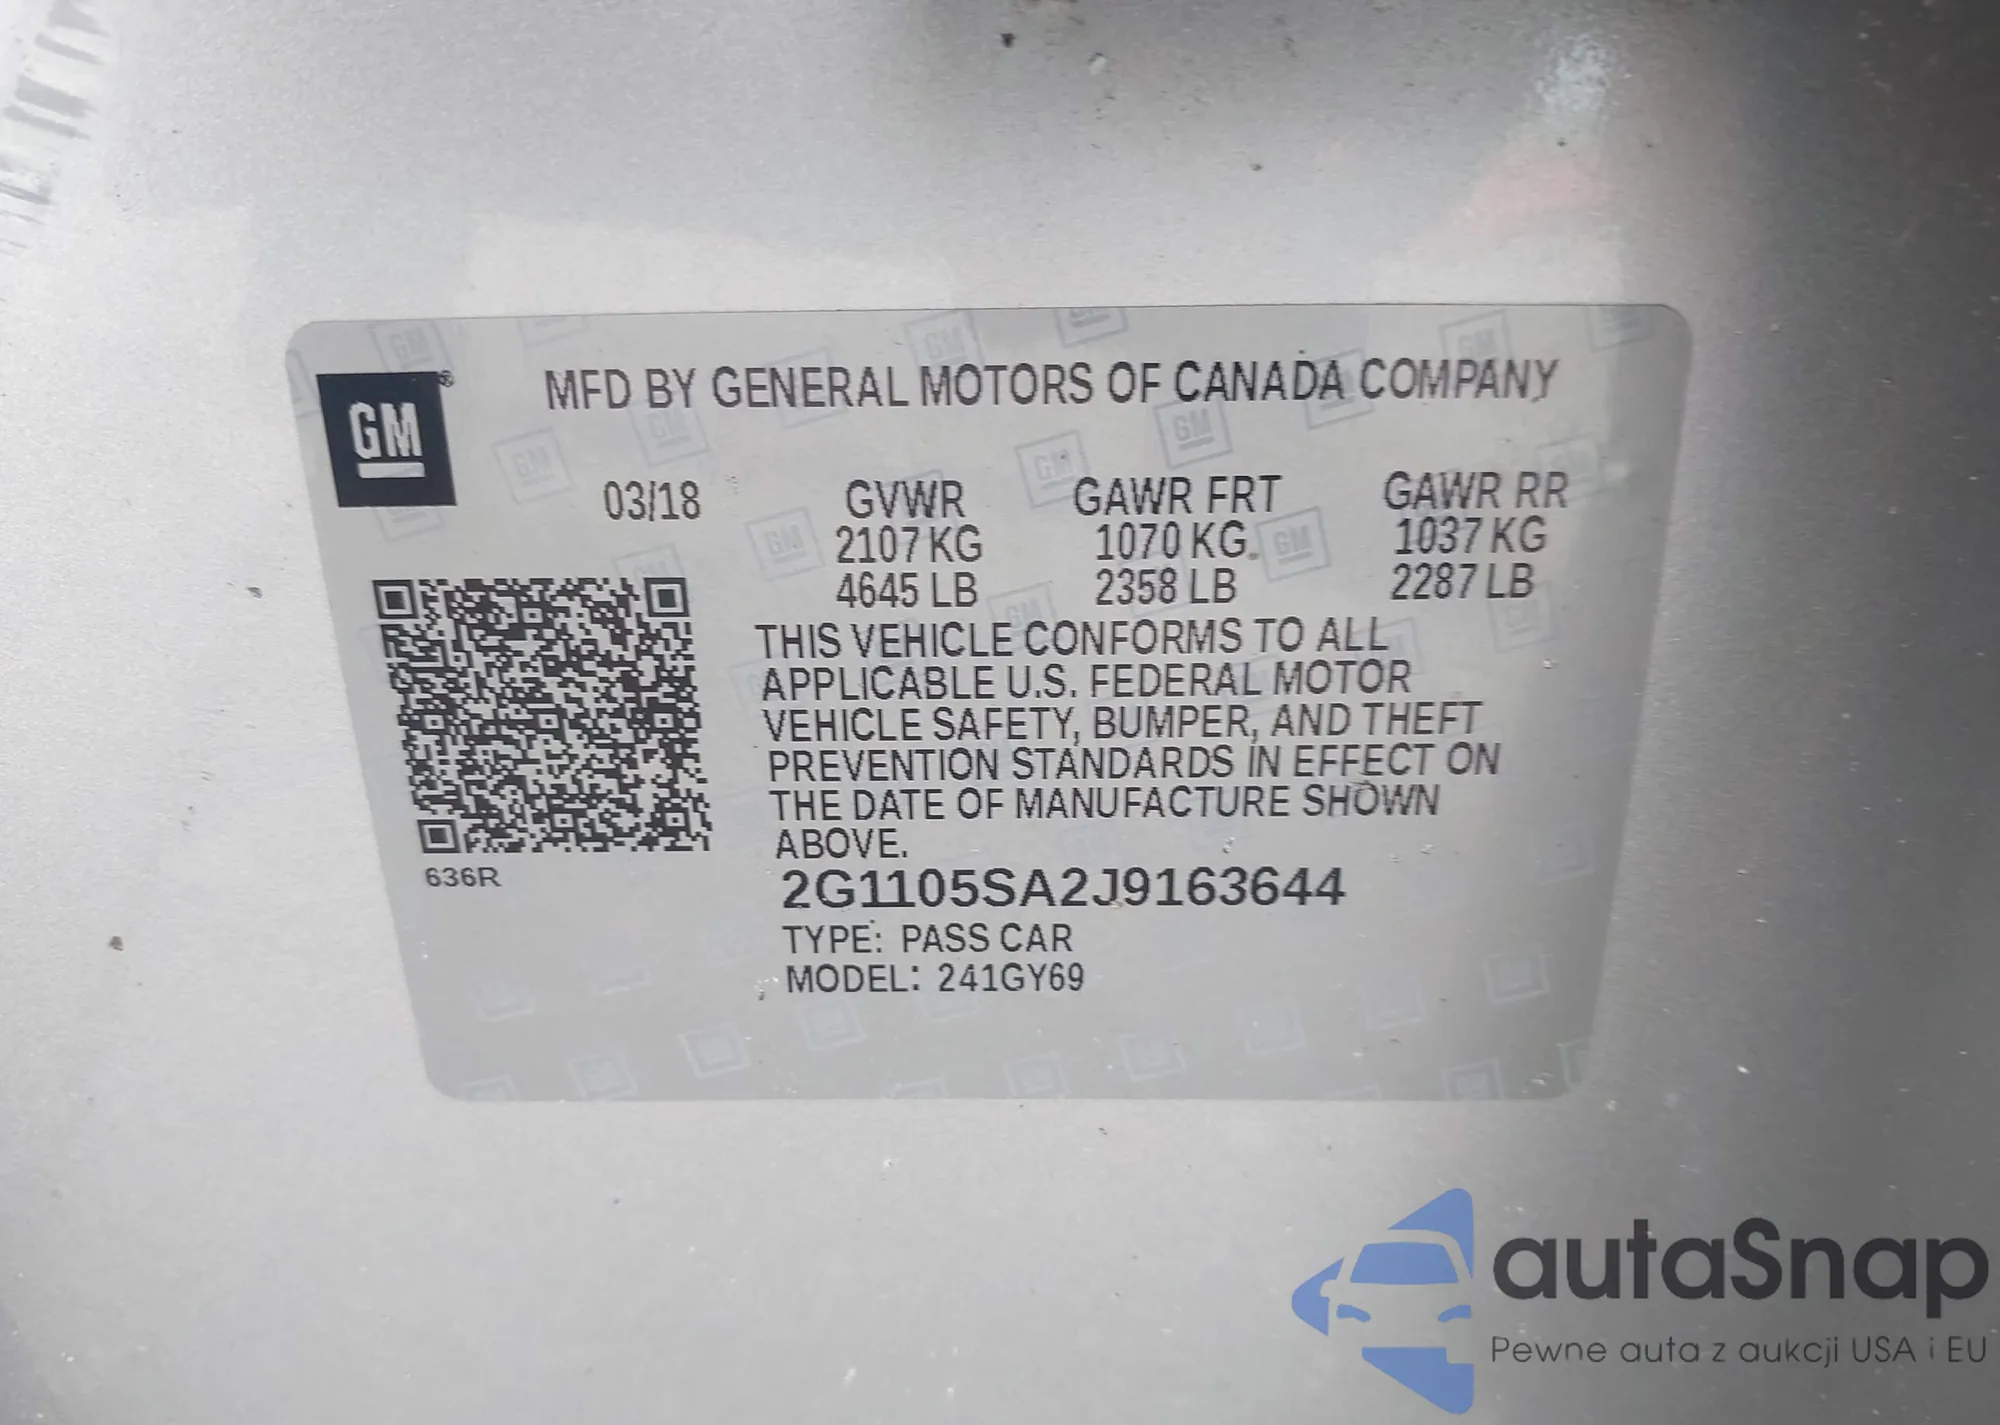 MFD BY GENERAL MOTORS OF CANADA COMPANY
GM®
03/18 GVWR GAWR FRT GAWR RR
2107 KG 1070 KG 1037 KG
4645 LB 2358 LB 2287 LB
THIS VEHICLE CONFORMS TO ALL
APPLICABLE U.S. FEDERAL MOTOR
VEHICLE SAFETY, BUMPER, AND THEFT
PREVENTION STANDARDS IN EFFECT ON
THE DATE OF MANUFACTURE SHOWN
ABOVE.
636R
2G1105SA2J9163644
TYPE: PASS CAR
MODEL: 241GY69
autaSnap
Pewne auta z aukcji USA i EU